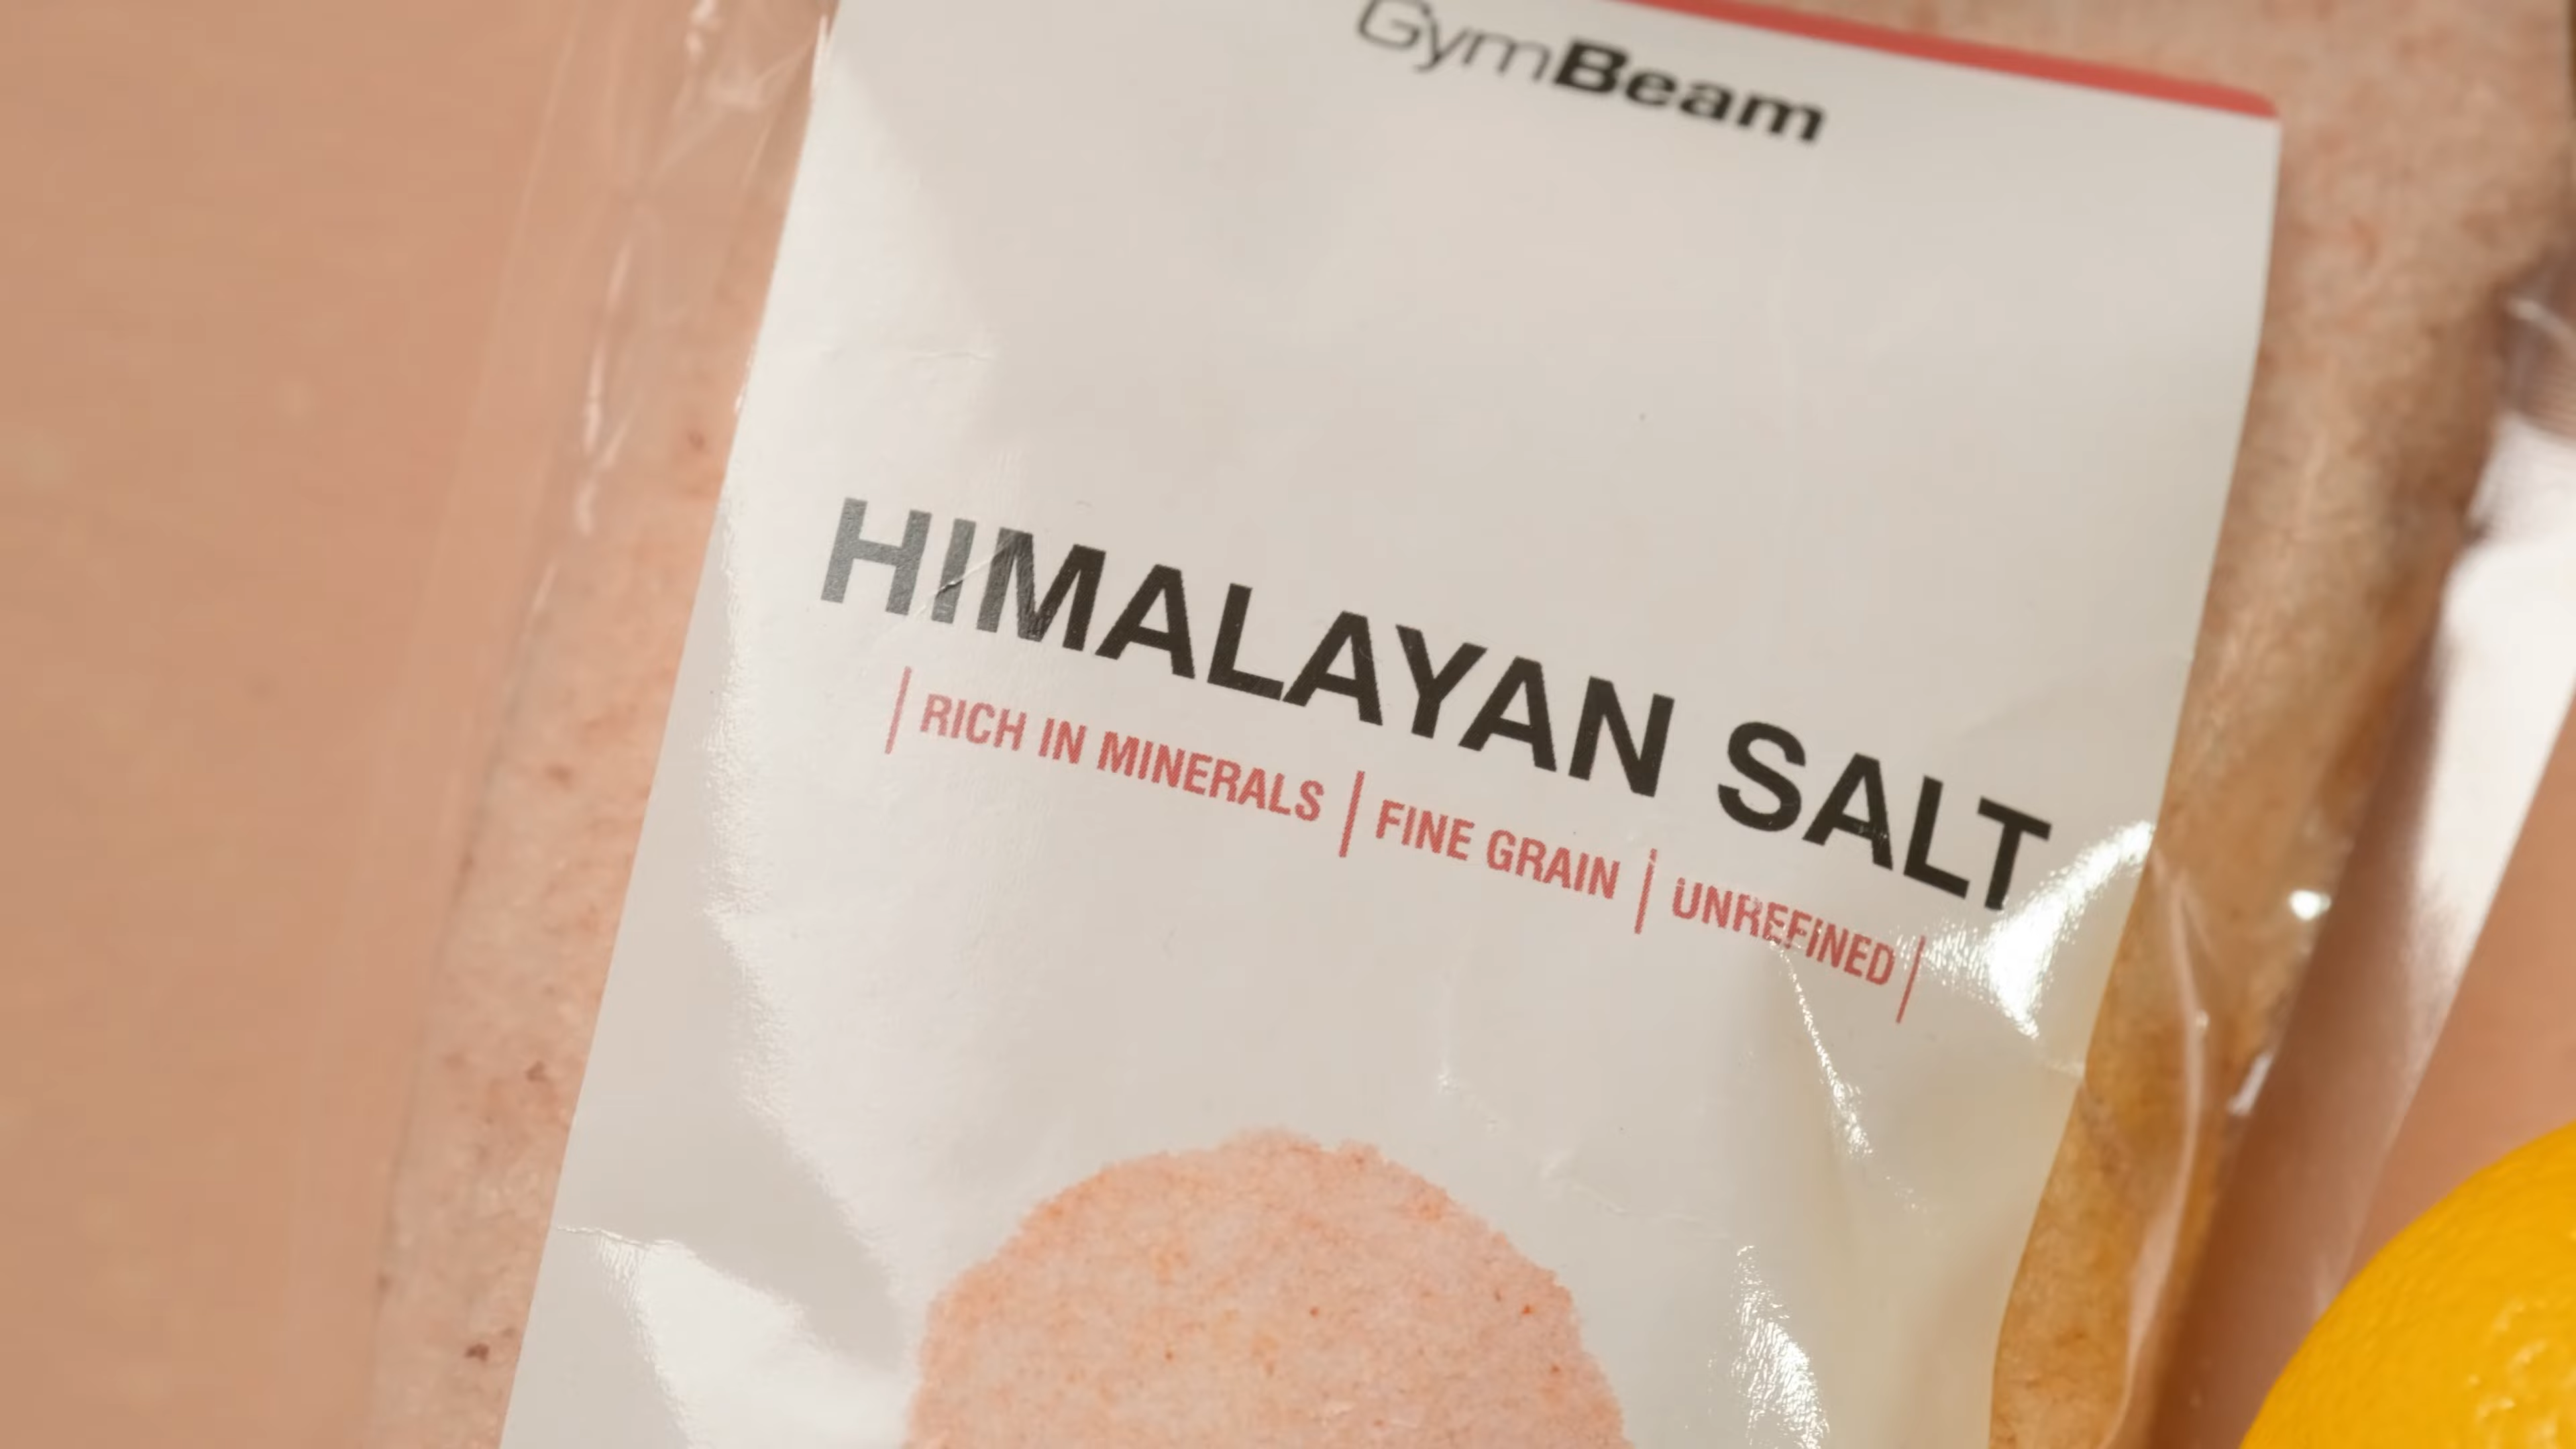 GymBeam
HIMALAYAN SALT
| RICH IN MINERALS | FINE GRAIN | UNREFINED |